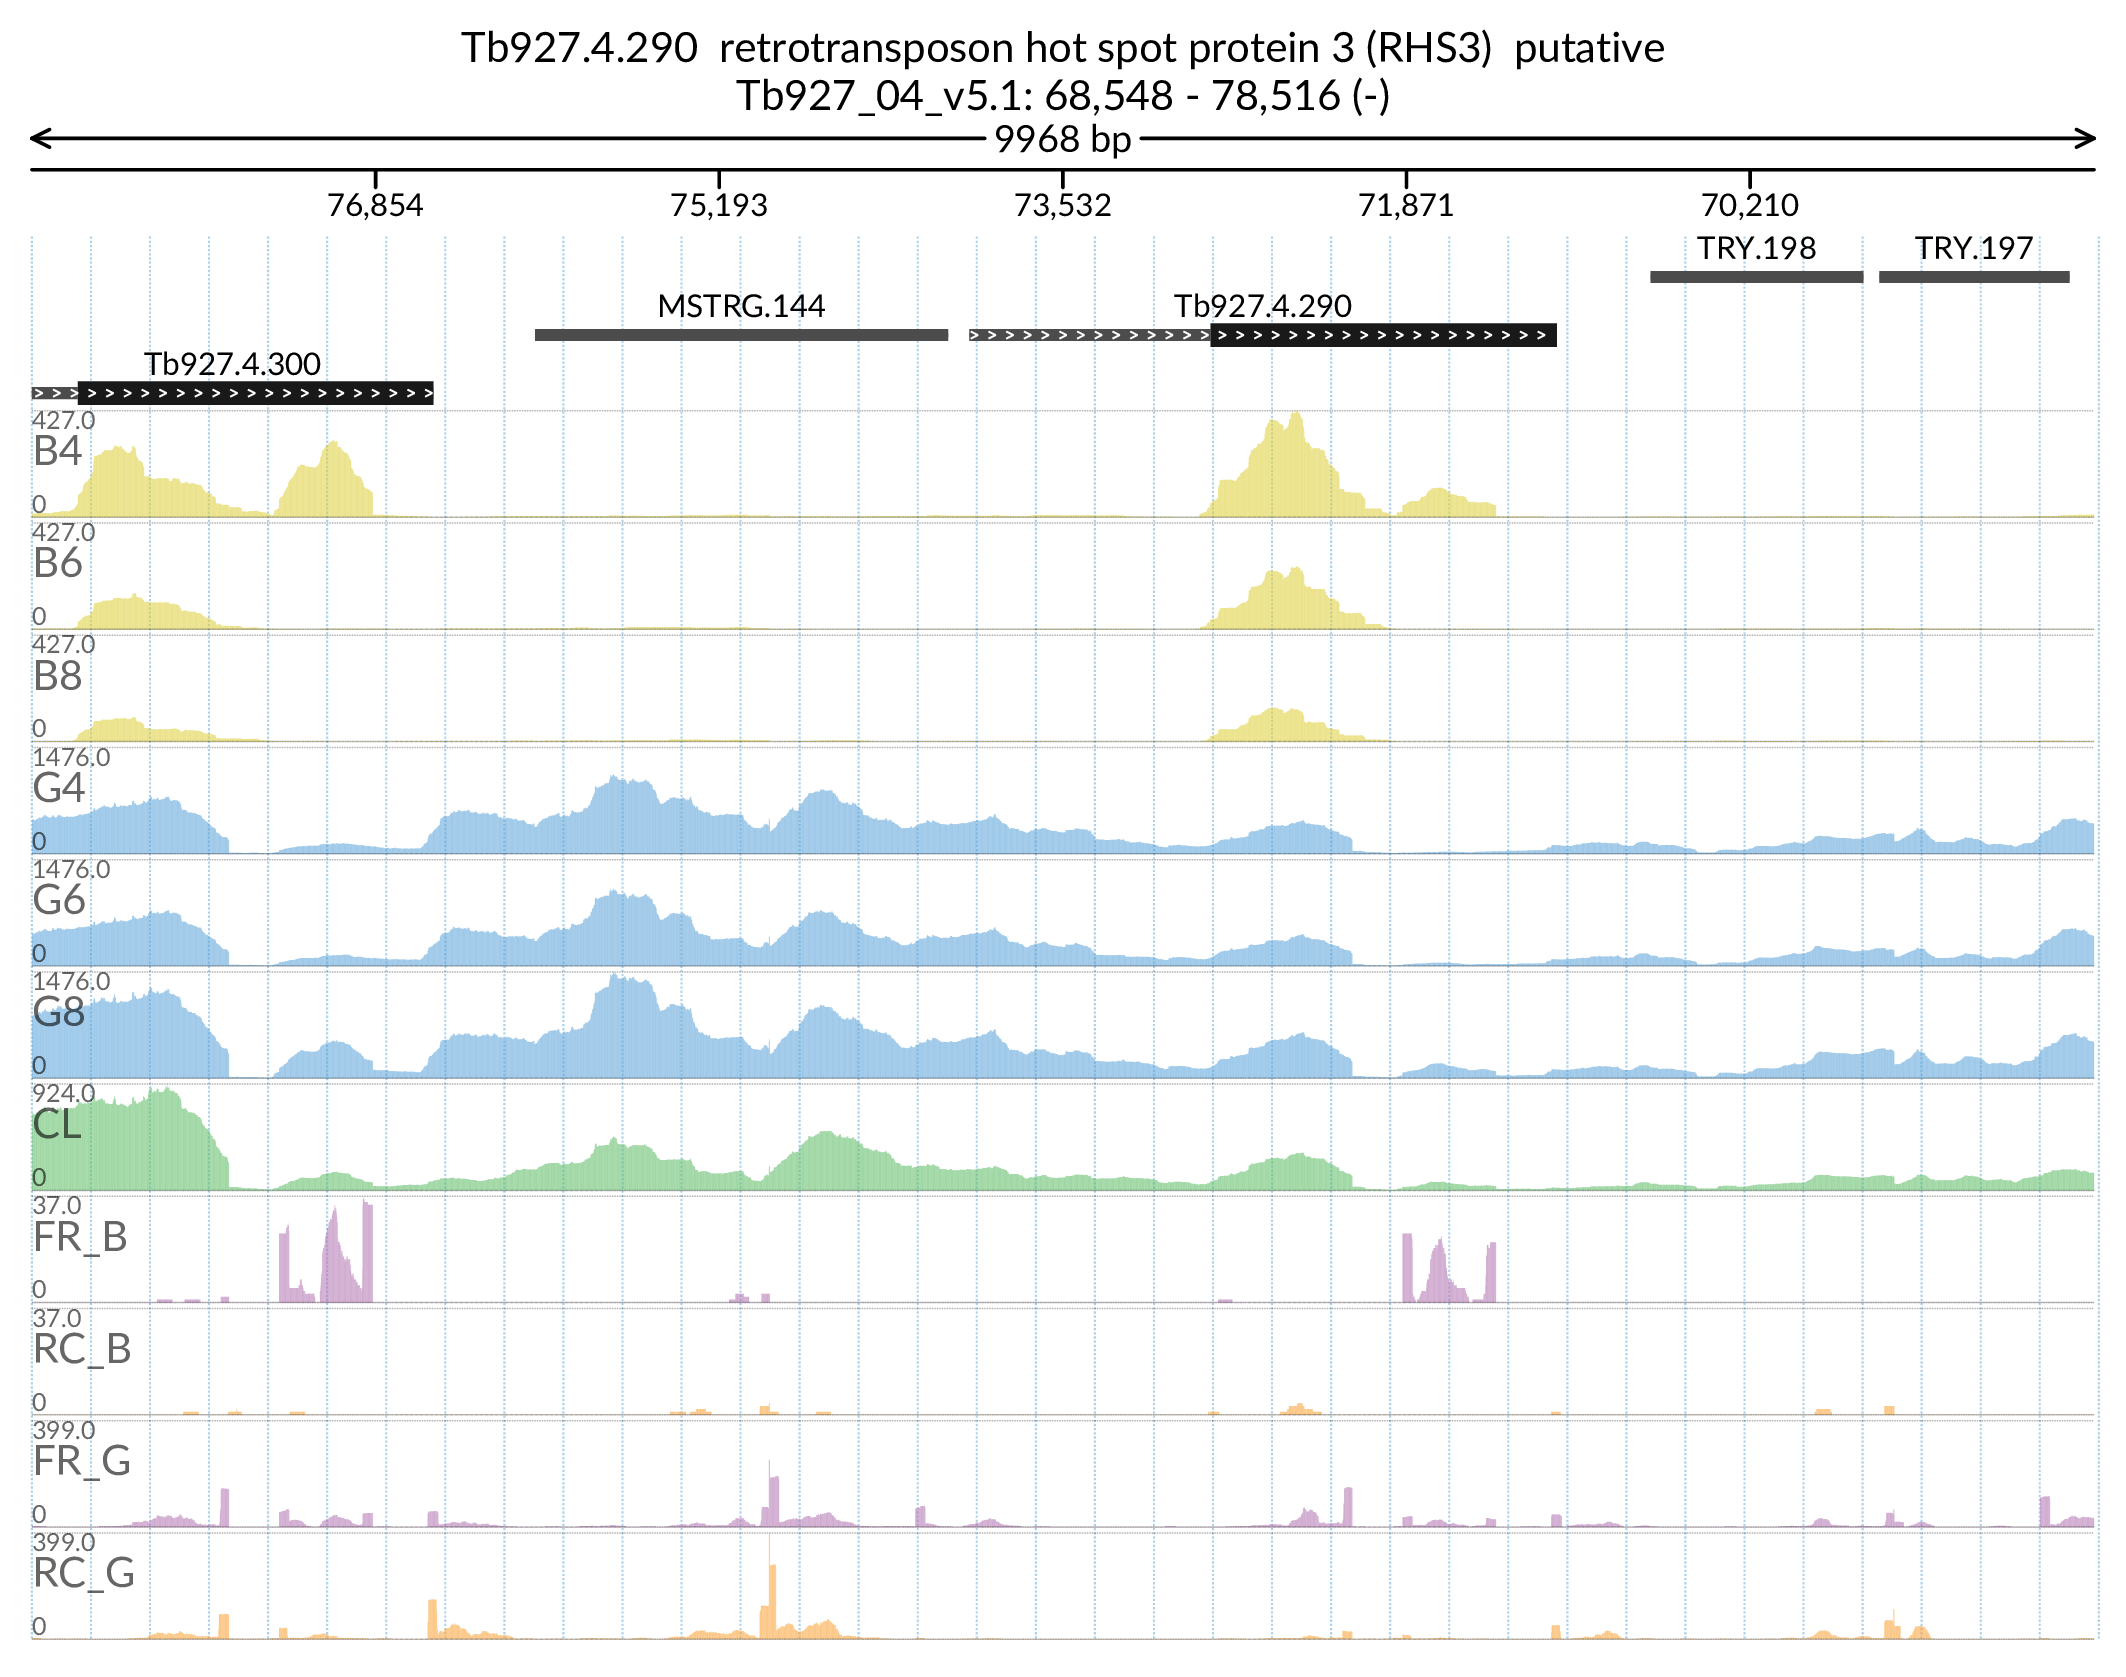 Tb927.4.290  retrotransposon hot spot protein 3 (RHS3)  putative
Tb927_04_v5.1: 68,548 - 78,516 (-)
9968 bp
76,854 75,193 73,532 71,871 70,210
TRY.198 TRY.197
MSTRG.144 Tb927.4.290
Tb927.4.300
427.0
B4
0
427.0
B6
0
427.0
B8
0
1476.0
G4
0
1476.0
G6
0
1476.0
G8
0
924.0
CL
0
37.0
FR_B
0
37.0
RC_B
0
399.0
FR_G
0
399.0
RC_G
0